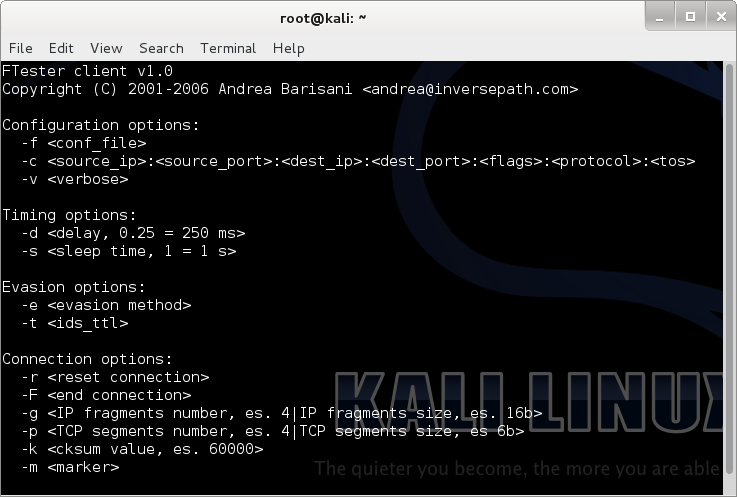 root@kali: ~
File Edit View Search Terminal Help
FTester client v1.0
Copyright (C) 2001-2006 Andrea Barisani <andrea@inversepath.com>
Configuration options:
-f <conf_file>
-c <source_ip>:<source_port>:<dest_ip>:<dest_port>:<flags>:<protocol>:<tos>
-v <verbose>
Timing options:
-d <delay, 0.25 = 250 ms>
-s <sleep time, 1 = 1 s>
Evasion options:
-e <evasion method>
-t <ids_ttl>
Connection options:
-r <reset connection>
-F <end connection>
-g <IP fragments number, es. 4|IP fragments size, es. 16b>
-p <TCP segments number, es. 4|TCP segments size, es 6b>
-k <cksum value, es. 60000>
-m <marker>
KALI LINUX
The quieter you become, the more you are able